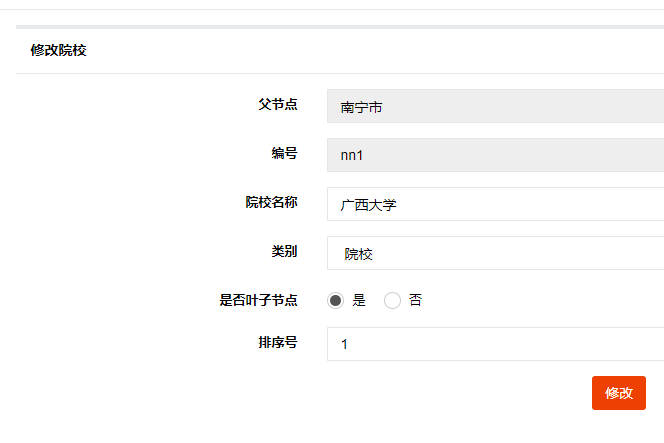 修改院校
父节点 南宁市
编号 nn1
院校名称 广西大学
类别 院校
是否叶子节点 是 否
排序号 1
修改